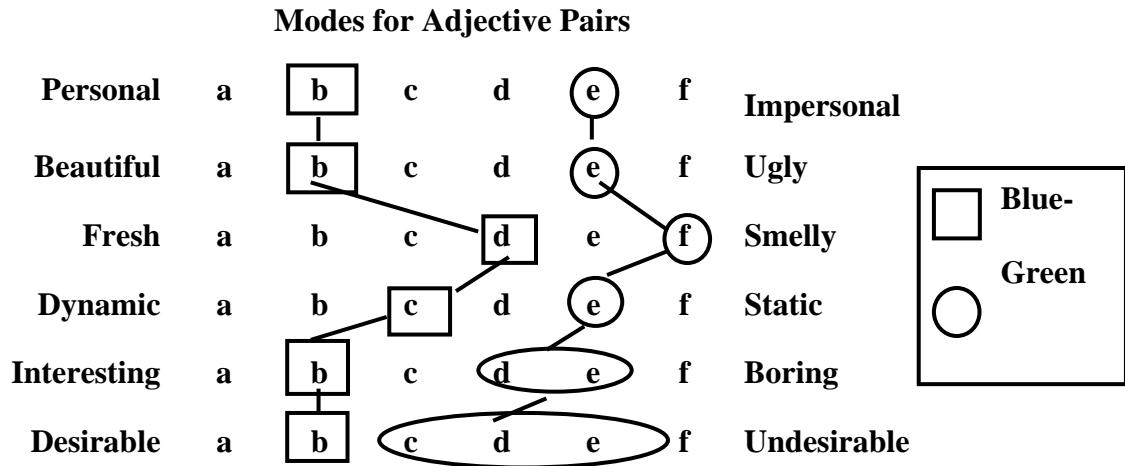 Modes for Adjective Pairs
Personal a b c d e f Impersonal
Beautiful a b c d e f Ugly
Fresh a b c d e f Smelly
Dynamic a b c d e f Static
Interesting a b c d e f Boring
Desirable a b c d e f Undesirable
Blue-
Green